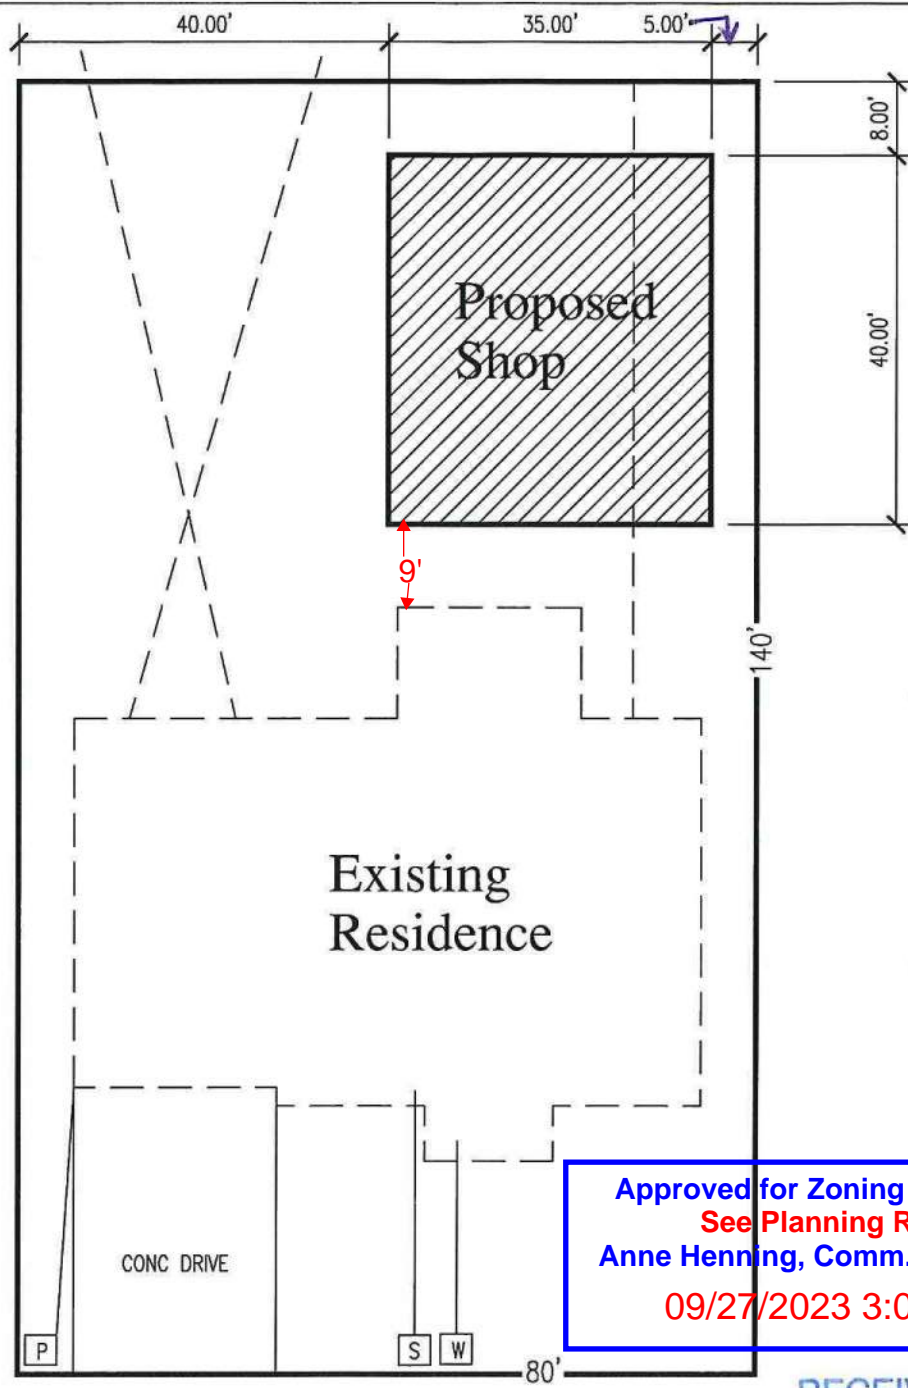 40.00'
35.00'
5.00'
8.00'
Proposed
Shop
40.00'
9'
140'
Existing
Residence
CONC DRIVE
Approved for Zoning
See Planning R
Anne Henning, Comm.
09/27/2023 3:0
P
S
W
80'